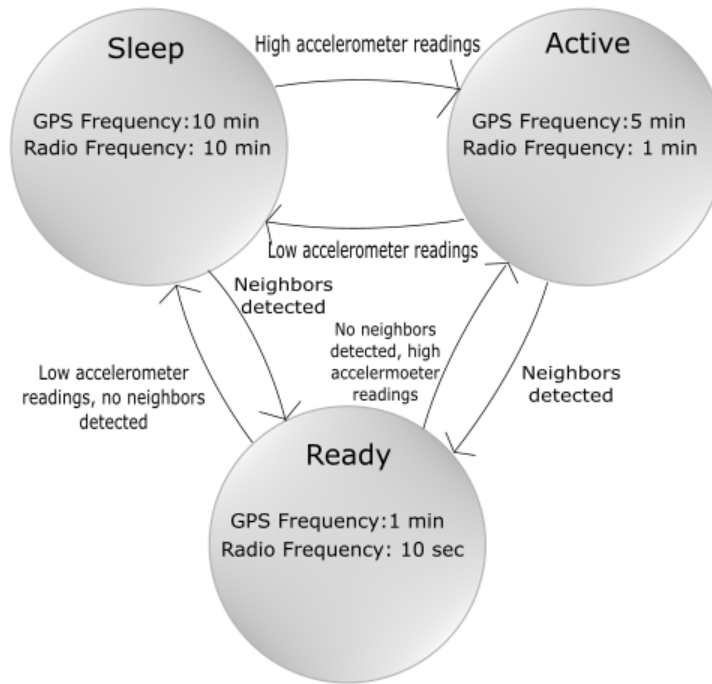 Sleep
GPS Frequency:10 min
Radio Frequency: 10 min
High accelerometer readings
Active
GPS Frequency:5 min
Radio Frequency: 1 min
Low accelerometer readings
Neighbors
detected
Low accelerometer
readings, no neighbors
detected
No neighbors
detected, high
accelermoeter
readings
Neighbors
detected
Ready
GPS Frequency:1 min
Radio Frequency: 10 sec